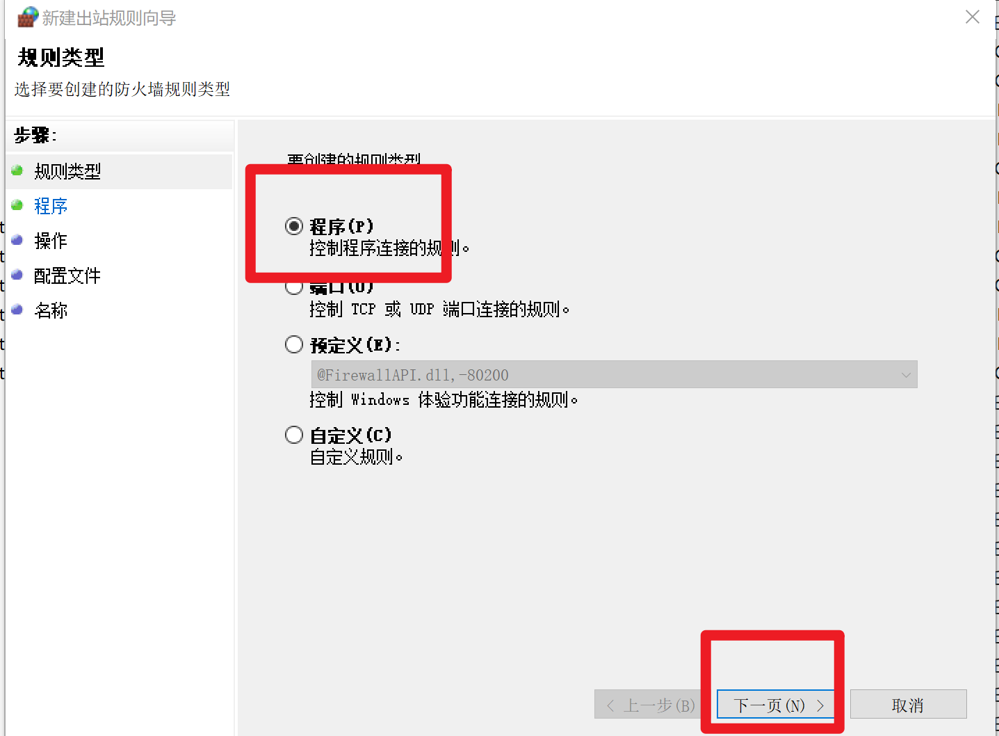 新建出站规则向导
规则类型
选择要创建的防火墙规则类型
步骤:
规则类型
程序
操作
配置文件
名称
要创建的规则类型
程序(P)
控制程序连接的规则。
端口(O)
控制 TCP 或 UDP 端口连接的规则。
预定义(E):
@FirewallAPI.dll,-80200
控制 Windows 体验功能连接的规则。
自定义(C)
自定义规则。
< 上一步(B)
下一页(N) >
取消